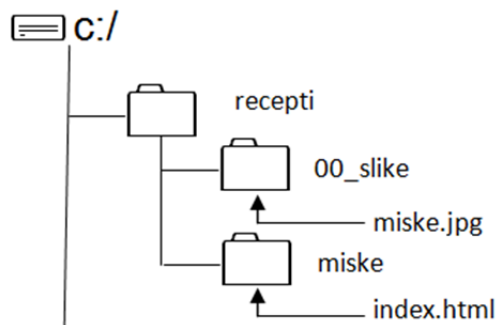 c:/
recepti
00_slike
miske.jpg
miske
index.html